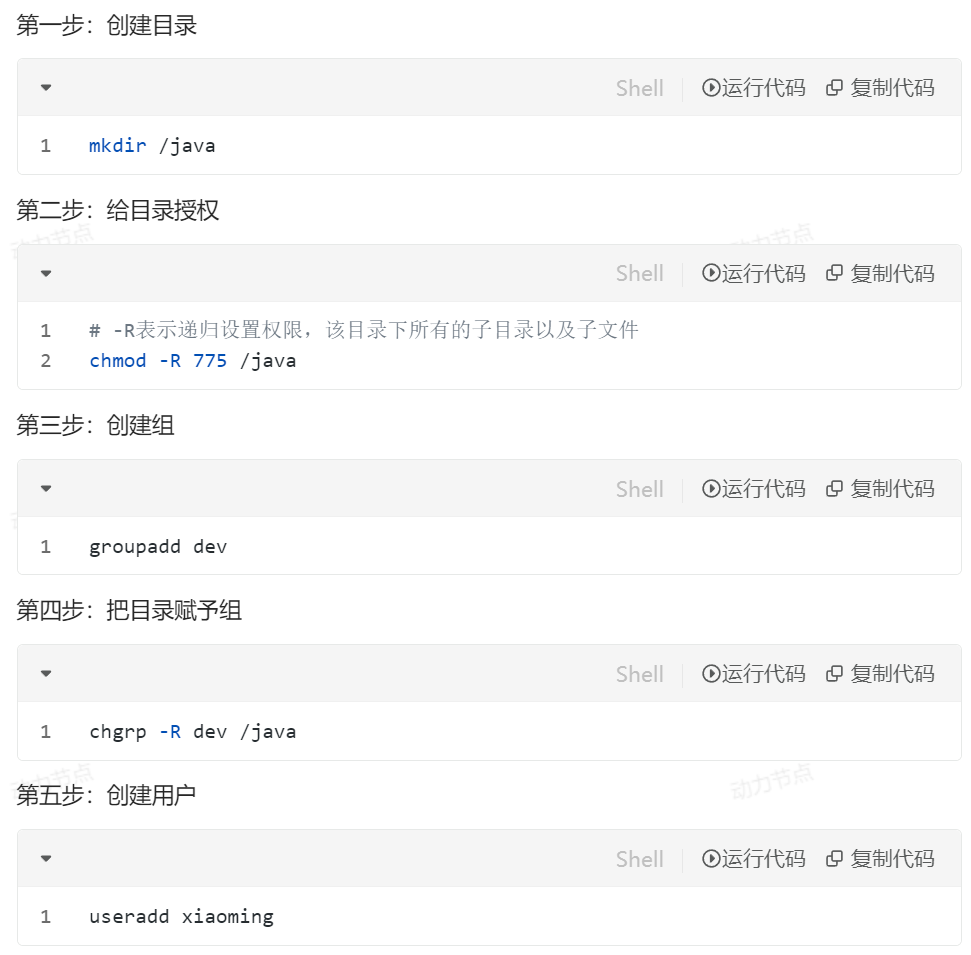 第一步：创建目录
Shell 运行代码 复制代码
1 mkdir /java
第二步：给目录授权
动力节点 动力节点
Shell 运行代码 复制代码
1 # -R表示递归设置权限，该目录下所有的子目录以及子文件
2 chmod -R 775 /java
第三步：创建组
Shell 运行代码 复制代码
1 groupadd dev
第四步：把目录赋予组
Shell 运行代码 复制代码
1 chgrp -R dev /java
动力节点 动力节点
第五步：创建用户
Shell 运行代码 复制代码
1 useradd xiaoming